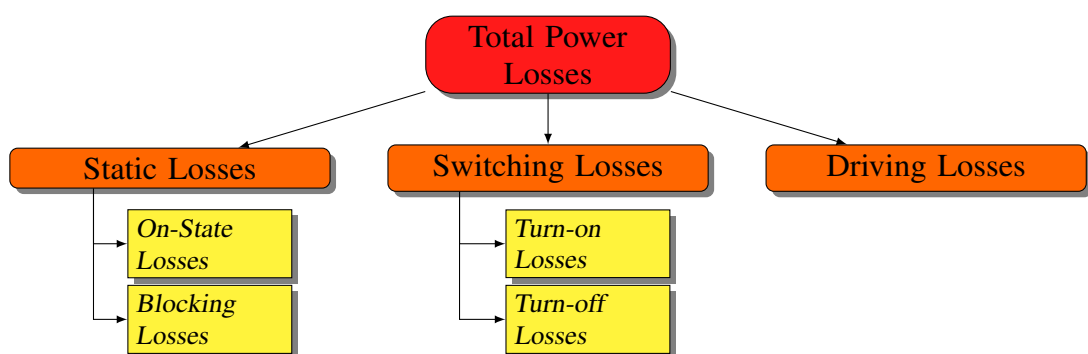 Total Power
Losses
Static Losses
Switching Losses
Driving Losses
On-State
Losses
Blocking
Losses
Turn-on
Losses
Turn-off
Losses